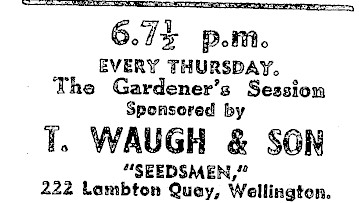 6.7½ p.m.
EVERY THURSDAY.
The Gardener's Session
Sponsored by
T. WAUGH & SON
"SEEDSMEN,"
222 Lambton Quay, Wellington.